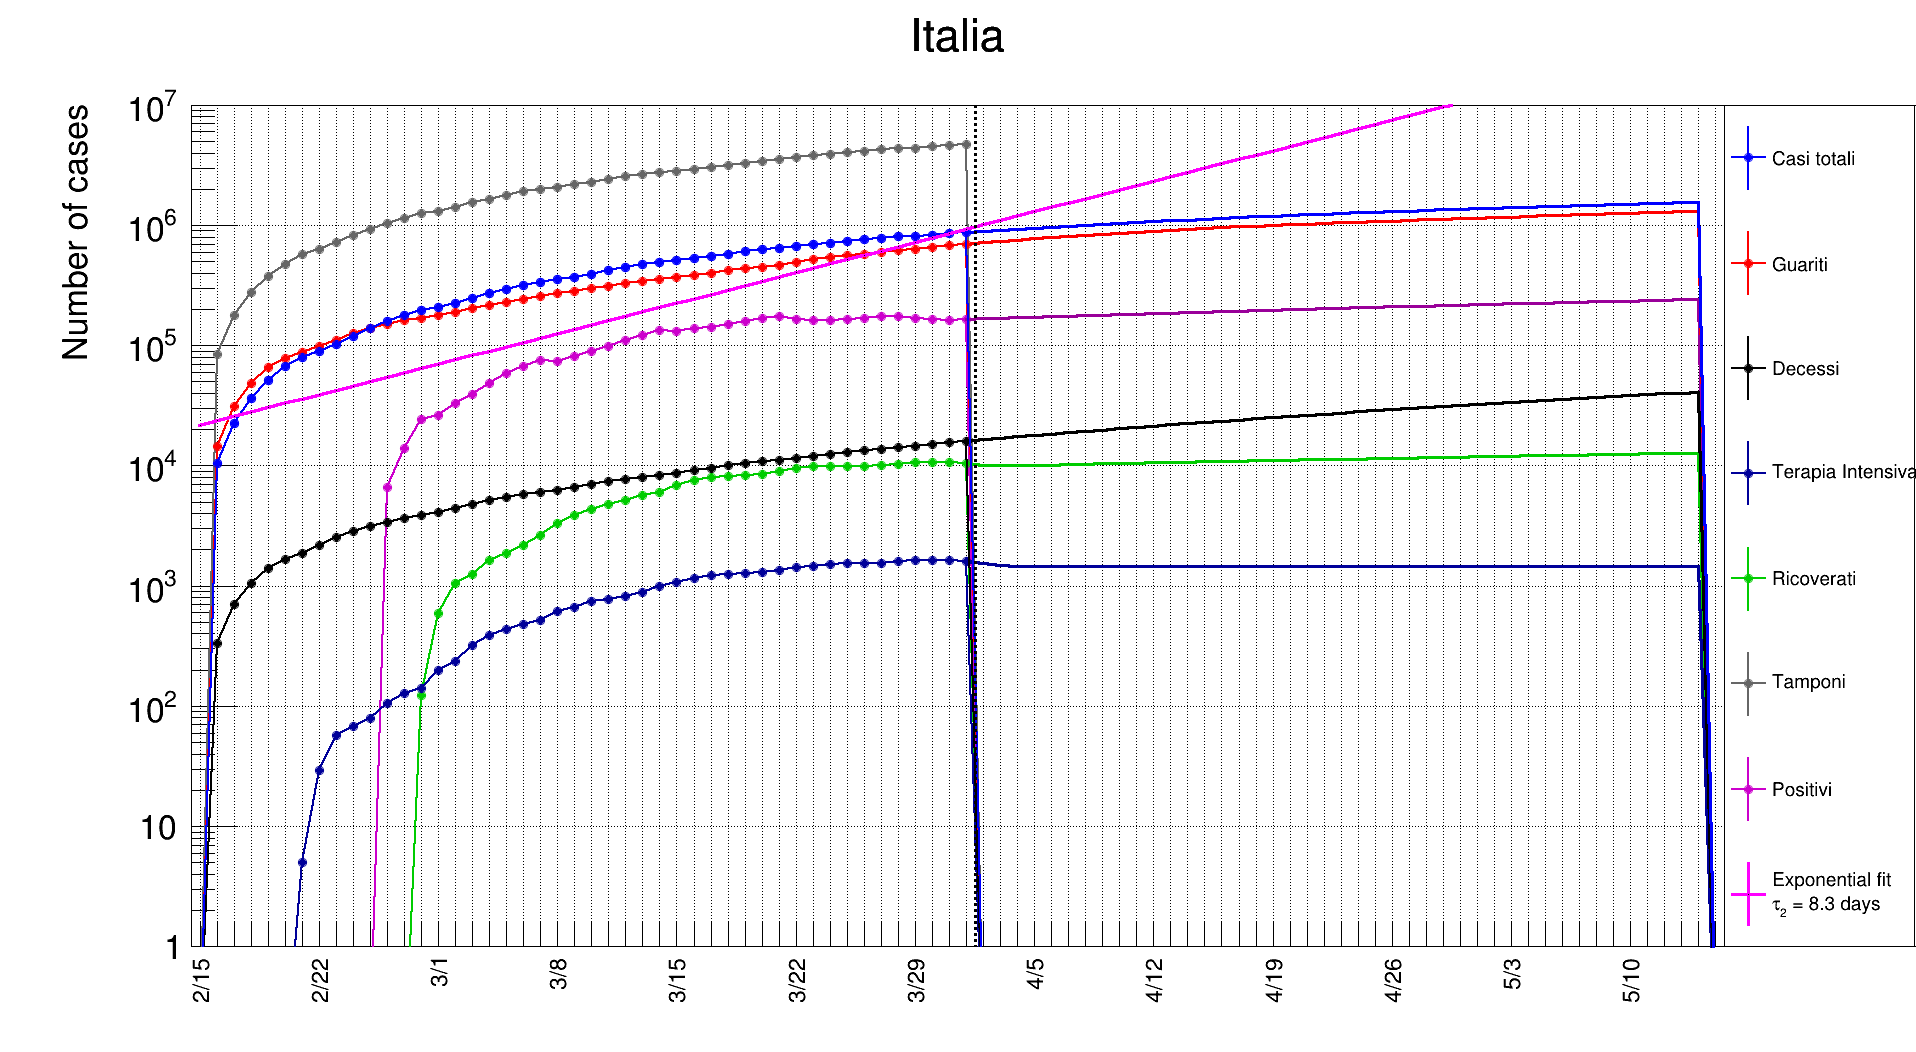 Italia
Number of cases
10^7
10^6
10^5
10^4
10^3
10^2
10
1
2/15
2/22
3/1
3/8
3/15
3/22
3/29
4/5
4/12
4/19
4/26
5/3
5/10
Casi totali
Guariti
Decessi
Terapia Intensiva
Ricoverati
Tamponi
Positivi
Exponential fit
τ₂ = 8.3 days